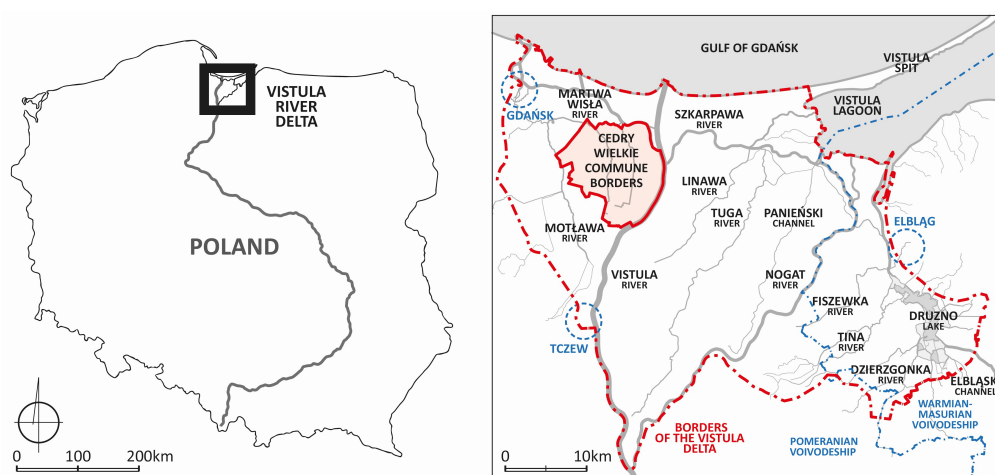 VISTULA
RIVER
DELTA
POLAND
0
100
200km
GULF OF GDAŃSK
VISTULA
SPIT
VISTULA
LAGOON
MARTWA
WISŁA
RIVER
GDAŃSK
SZKARPAWA
RIVER
CEDRY
WIELKIE
COMMUNE
BORDERS
LINAWA
RIVER
TUGA
RIVER
PANIEŃSKI
CHANNEL
MOTŁAWA
RIVER
ELBLĄG
VISTULA
RIVER
NOGAT
RIVER
FISZEWKA
RIVER
DRUZNO
LAKE
TINA
RIVER
TCZEW
DZIERZGONKA
RIVER
ELBLĄSKI
CHANNEL
WARMIAN-
MASURIAN
VOIVODESHIP
BORDERS
OF THE VISTULA
DELTA
POMERANIAN
VOIVODESHIP
0
10km